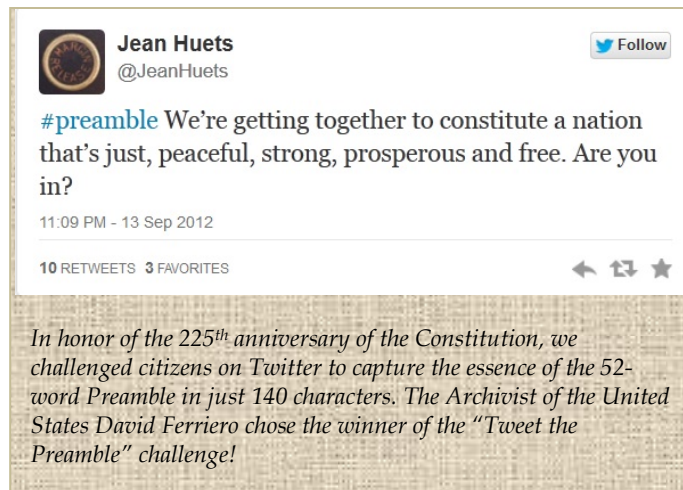 MARGIN
RELEASE
Jean Huets
@JeanHuets
Follow
#preamble We’re getting together to constitute a nation
that’s just, peaceful, strong, prosperous and free. Are you
in?
11:09 PM - 13 Sep 2012
10 RETWEETS 3 FAVORITES
In honor of the 225th anniversary of the Constitution, we
challenged citizens on Twitter to capture the essence of the 52-
word Preamble in just 140 characters. The Archivist of the United
States David Ferriero chose the winner of the “Tweet the
Preamble” challenge!